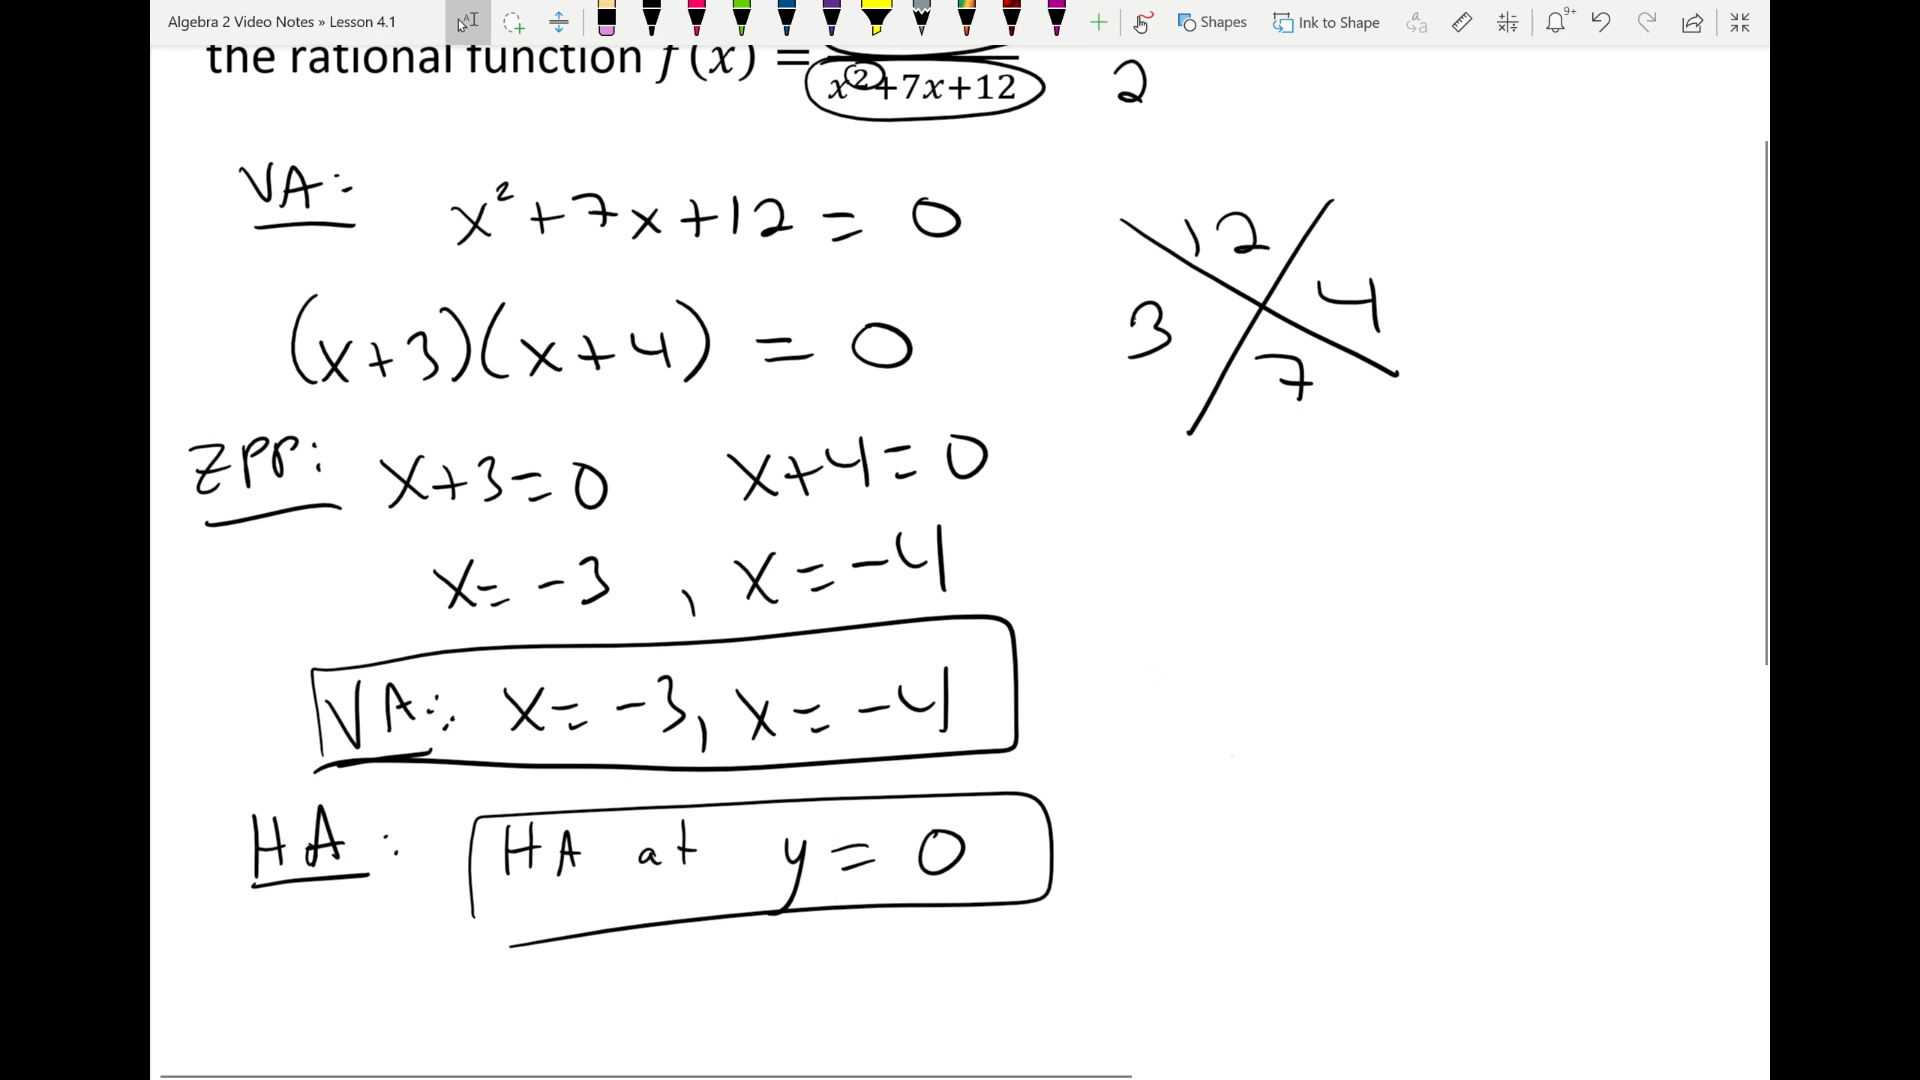 Algebra 2 Video Notes » Lesson 4.1
Shapes
Ink to Shape
9+
the rational function f(x) =
x²+7x+12
2
VA:
x² + 7x + 12 = 0
12
3
4
7
(x+3)(x+4) = 0
ZPP:
x+3=0
x+4=0
x= -3 , x= -4
VA: x= -3, x= -4
HA:
HA at y = 0